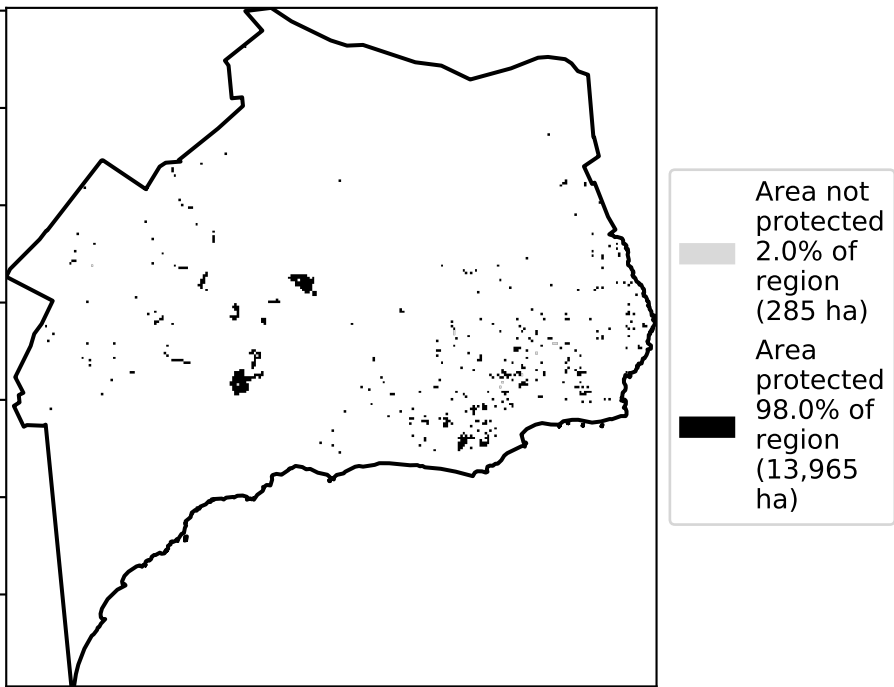 Area not
protected
2.0% of
region
(285 ha)
Area
protected
98.0% of
region
(13,965
ha)